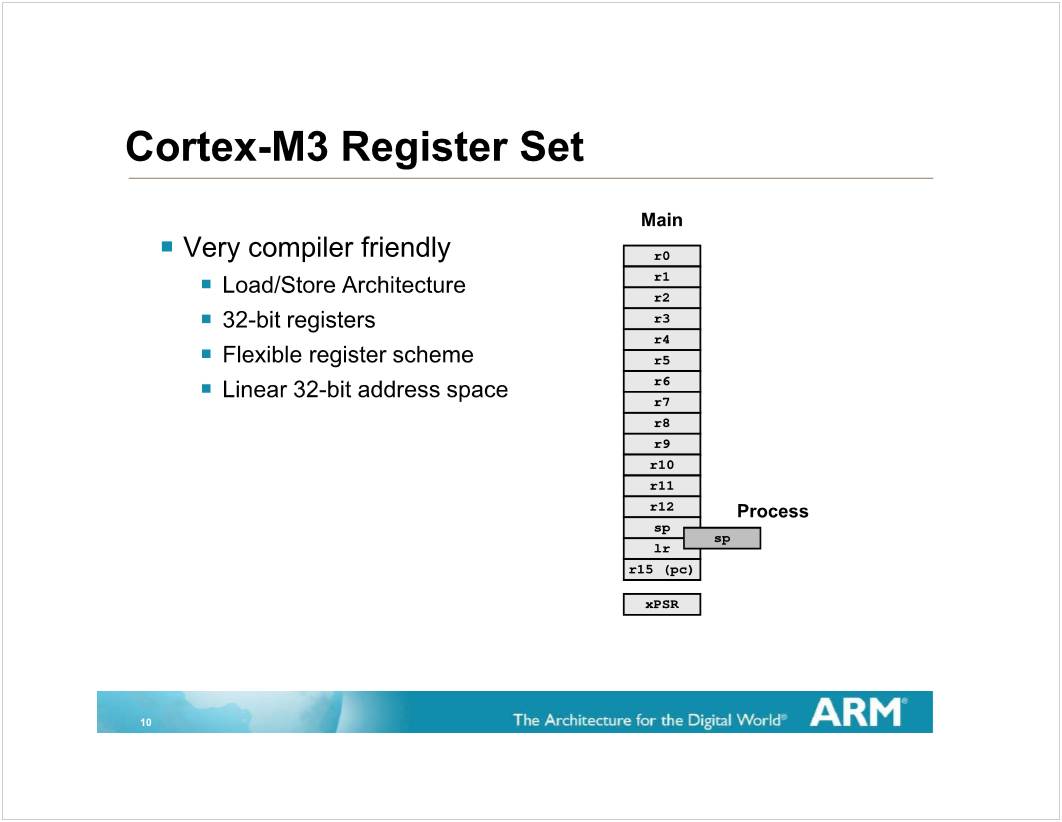 Cortex-M3 Register Set
Very compiler friendly
Load/Store Architecture
32-bit registers
Flexible register scheme
Linear 32-bit address space
Main
r0
r1
r2
r3
r4
r5
r6
r7
r8
r9
r10
r11
r12
sp
lr
r15 (pc)
xPSR
Process
sp
10
The Architecture for the Digital World®
ARM®